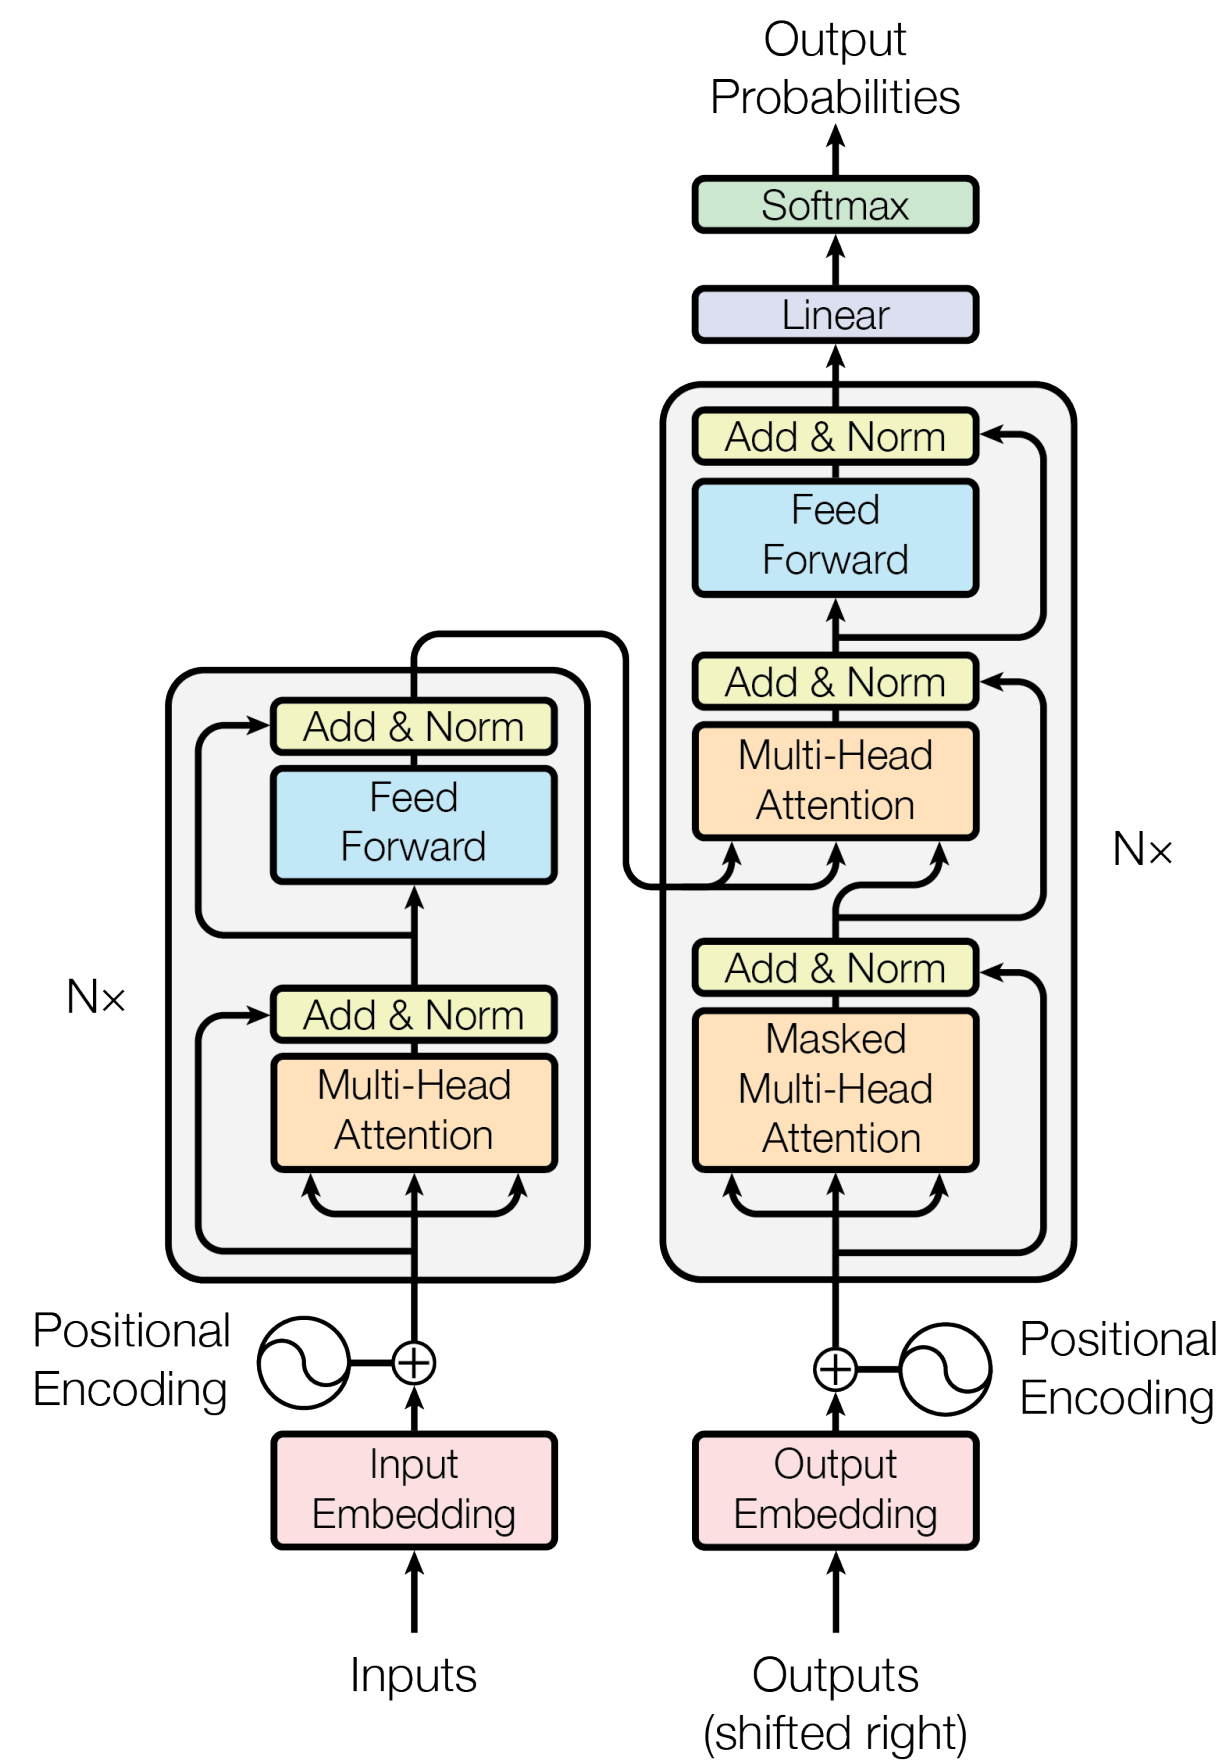 Output
Probabilities
Softmax
Linear
Add & Norm
Feed
Forward
Add & Norm
Multi-Head
Attention
N×
Add & Norm
Masked
Multi-Head
Attention
Add & Norm
Feed
Forward
N×
Add & Norm
Multi-Head
Attention
Positional
Encoding
Positional
Encoding
Input
Embedding
Output
Embedding
Inputs
Outputs
(shifted right)